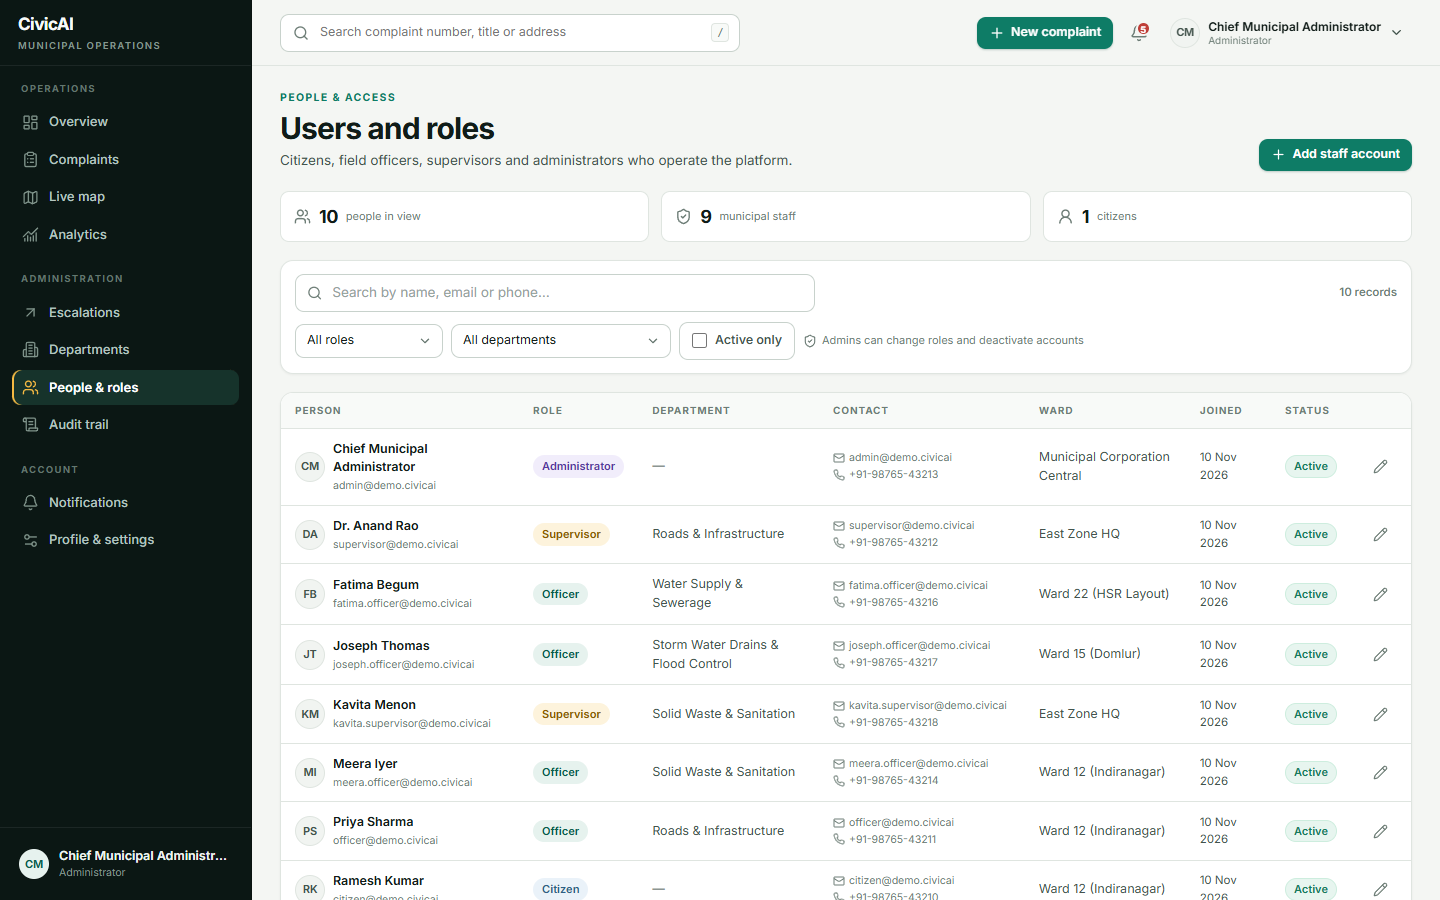 CivicAI
MUNICIPAL OPERATIONS
OPERATIONS
Overview
Complaints
Live map
Analytics
ADMINISTRATION
Escalations
Departments
People & roles
Audit trail
ACCOUNT
Notifications
Profile & settings
CM
Chief Municipal Administr...
Administrator
Search complaint number, title or address
/
New complaint
5
CM
Chief Municipal Administrator
Administrator
PEOPLE & ACCESS
Users and roles
Citizens, field officers, supervisors and administrators who operate the platform.
Add staff account
10 people in view
9 municipal staff
1 citizens
Search by name, email or phone...
10 records
All roles
All departments
Active only
Admins can change roles and deactivate accounts
PERSON ROLE DEPARTMENT CONTACT WARD JOINED STATUS
CM
Chief Municipal
Administrator
admin@demo.civicai
Administrator
—
admin@demo.civicai
+91-98765-43213
Municipal Corporation
Central
10 Nov
2026
Active
DA
Dr. Anand Rao
supervisor@demo.civicai
Supervisor
Roads & Infrastructure
supervisor@demo.civicai
+91-98765-43212
East Zone HQ
10 Nov
2026
Active
FB
Fatima Begum
fatima.officer@demo.civicai
Officer
Water Supply &
Sewerage
fatima.officer@demo.civicai
+91-98765-43216
Ward 22 (HSR Layout)
10 Nov
2026
Active
JT
Joseph Thomas
joseph.officer@demo.civicai
Officer
Storm Water Drains &
Flood Control
joseph.officer@demo.civicai
+91-98765-43217
Ward 15 (Domlur)
10 Nov
2026
Active
KM
Kavita Menon
kavita.supervisor@demo.civicai
Supervisor
Solid Waste & Sanitation
kavita.supervisor@demo.civicai
+91-98765-43218
East Zone HQ
10 Nov
2026
Active
MI
Meera Iyer
meera.officer@demo.civicai
Officer
Solid Waste & Sanitation
meera.officer@demo.civicai
+91-98765-43214
Ward 12 (Indiranagar)
10 Nov
2026
Active
PS
Priya Sharma
officer@demo.civicai
Officer
Roads & Infrastructure
officer@demo.civicai
+91-98765-43211
Ward 12 (Indiranagar)
10 Nov
2026
Active
RK
Ramesh Kumar
citizen@demo.civicai
Citizen
—
citizen@demo.civicai
+91-98765-43210
Ward 12 (Indiranagar)
10 Nov
2026
Active